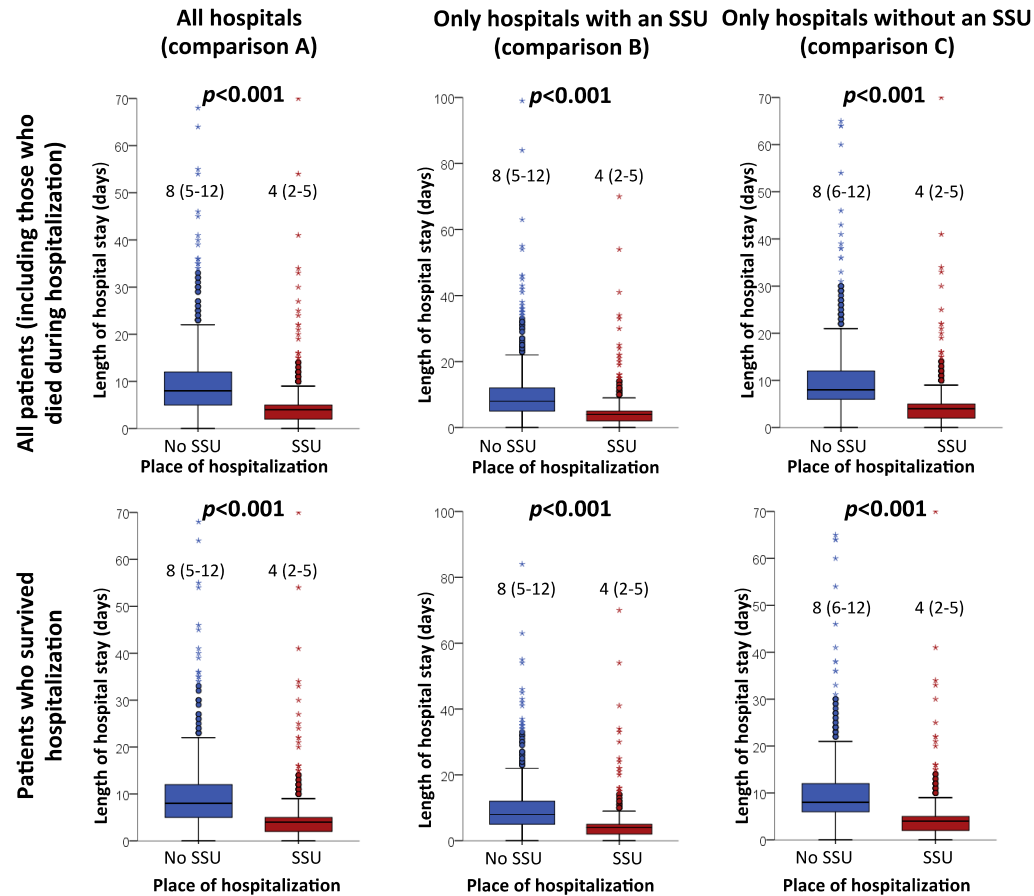 All hospitals
(comparison A)
Only hospitals with an SSU
(comparison B)
Only hospitals without an SSU
(comparison C)
All patients (including those who
died during hospitalization)
Length of hospital stay (days)
70
60
50
40
30
20
10
0
p<0.001
8 (5-12)
4 (2-5)
No SSU
SSU
Place of hospitalization
Length of hospital stay (days)
100
80
60
40
20
0
p<0.001
8 (5-12)
4 (2-5)
No SSU
SSU
Place of hospitalization
Length of hospital stay (days)
70
60
50
40
30
20
10
0
p<0.001
8 (6-12)
4 (2-5)
No SSU
SSU
Place of hospitalization
Patients who survived
hospitalization
Length of hospital stay (days)
70
60
50
40
30
20
10
0
p<0.001
8 (5-12)
4 (2-5)
No SSU
SSU
Place of hospitalization
Length of hospital stay (days)
100
80
60
40
20
0
p<0.001
8 (5-12)
4 (2-5)
No SSU
SSU
Place of hospitalization
Length of hospital stay (days)
70
60
50
40
30
20
10
0
p<0.001
8 (6-12)
4 (2-5)
No SSU
SSU
Place of hospitalization